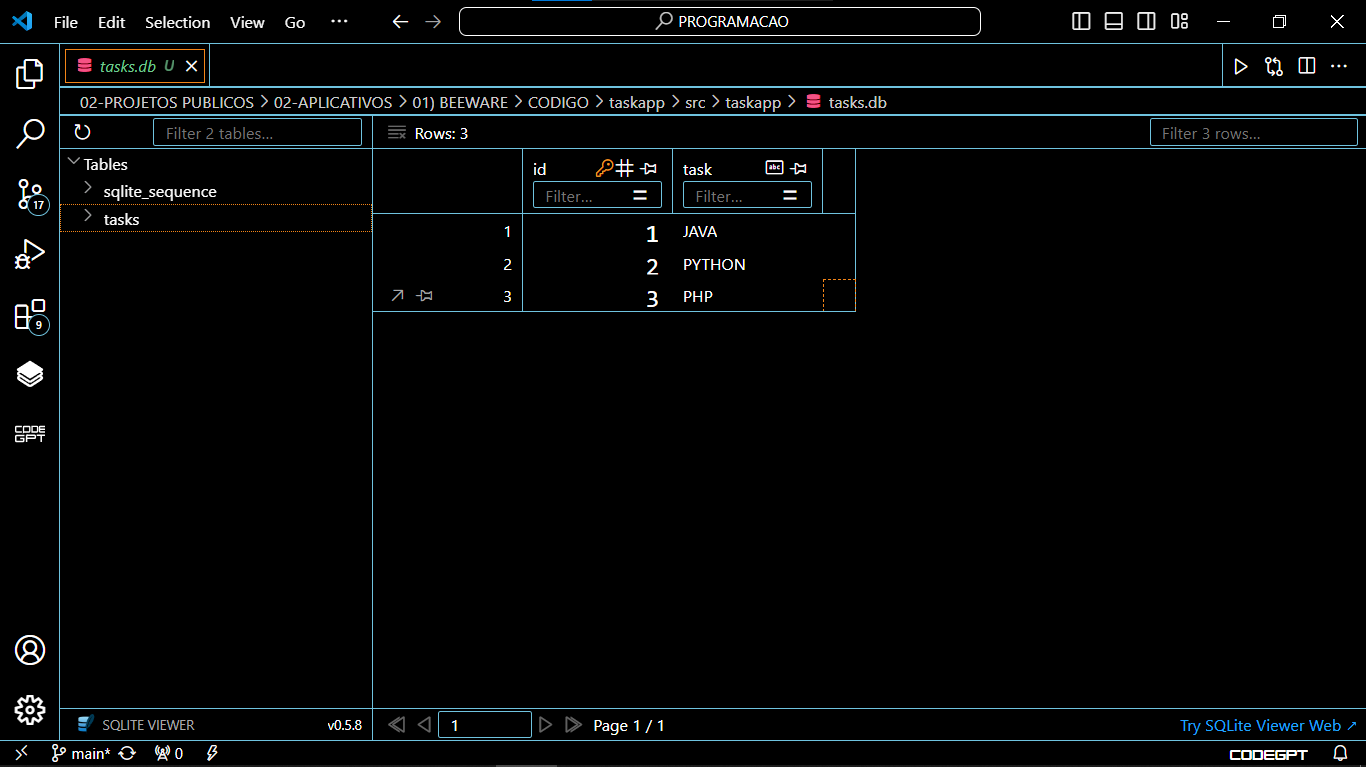 File Edit Selection View Go PROGRAMACAO
tasks.db U
02-PROJETOS PUBLICOS 02-APLICATIVOS 01) BEEWARE CODIGO taskapp src taskapp tasks.db
Filter 2 tables...
Rows: 3
Filter 3 rows...
Tables
sqlite_sequence
tasks
id task
abc
Filter... Filter...
1 1 JAVA
2 2 PYTHON
3 3 PHP
17
9
CODE
GPT
SQLITE VIEWER v0.5.8
1 Page 1 / 1
Try SQLite Viewer Web
main* 0
CODEGPT